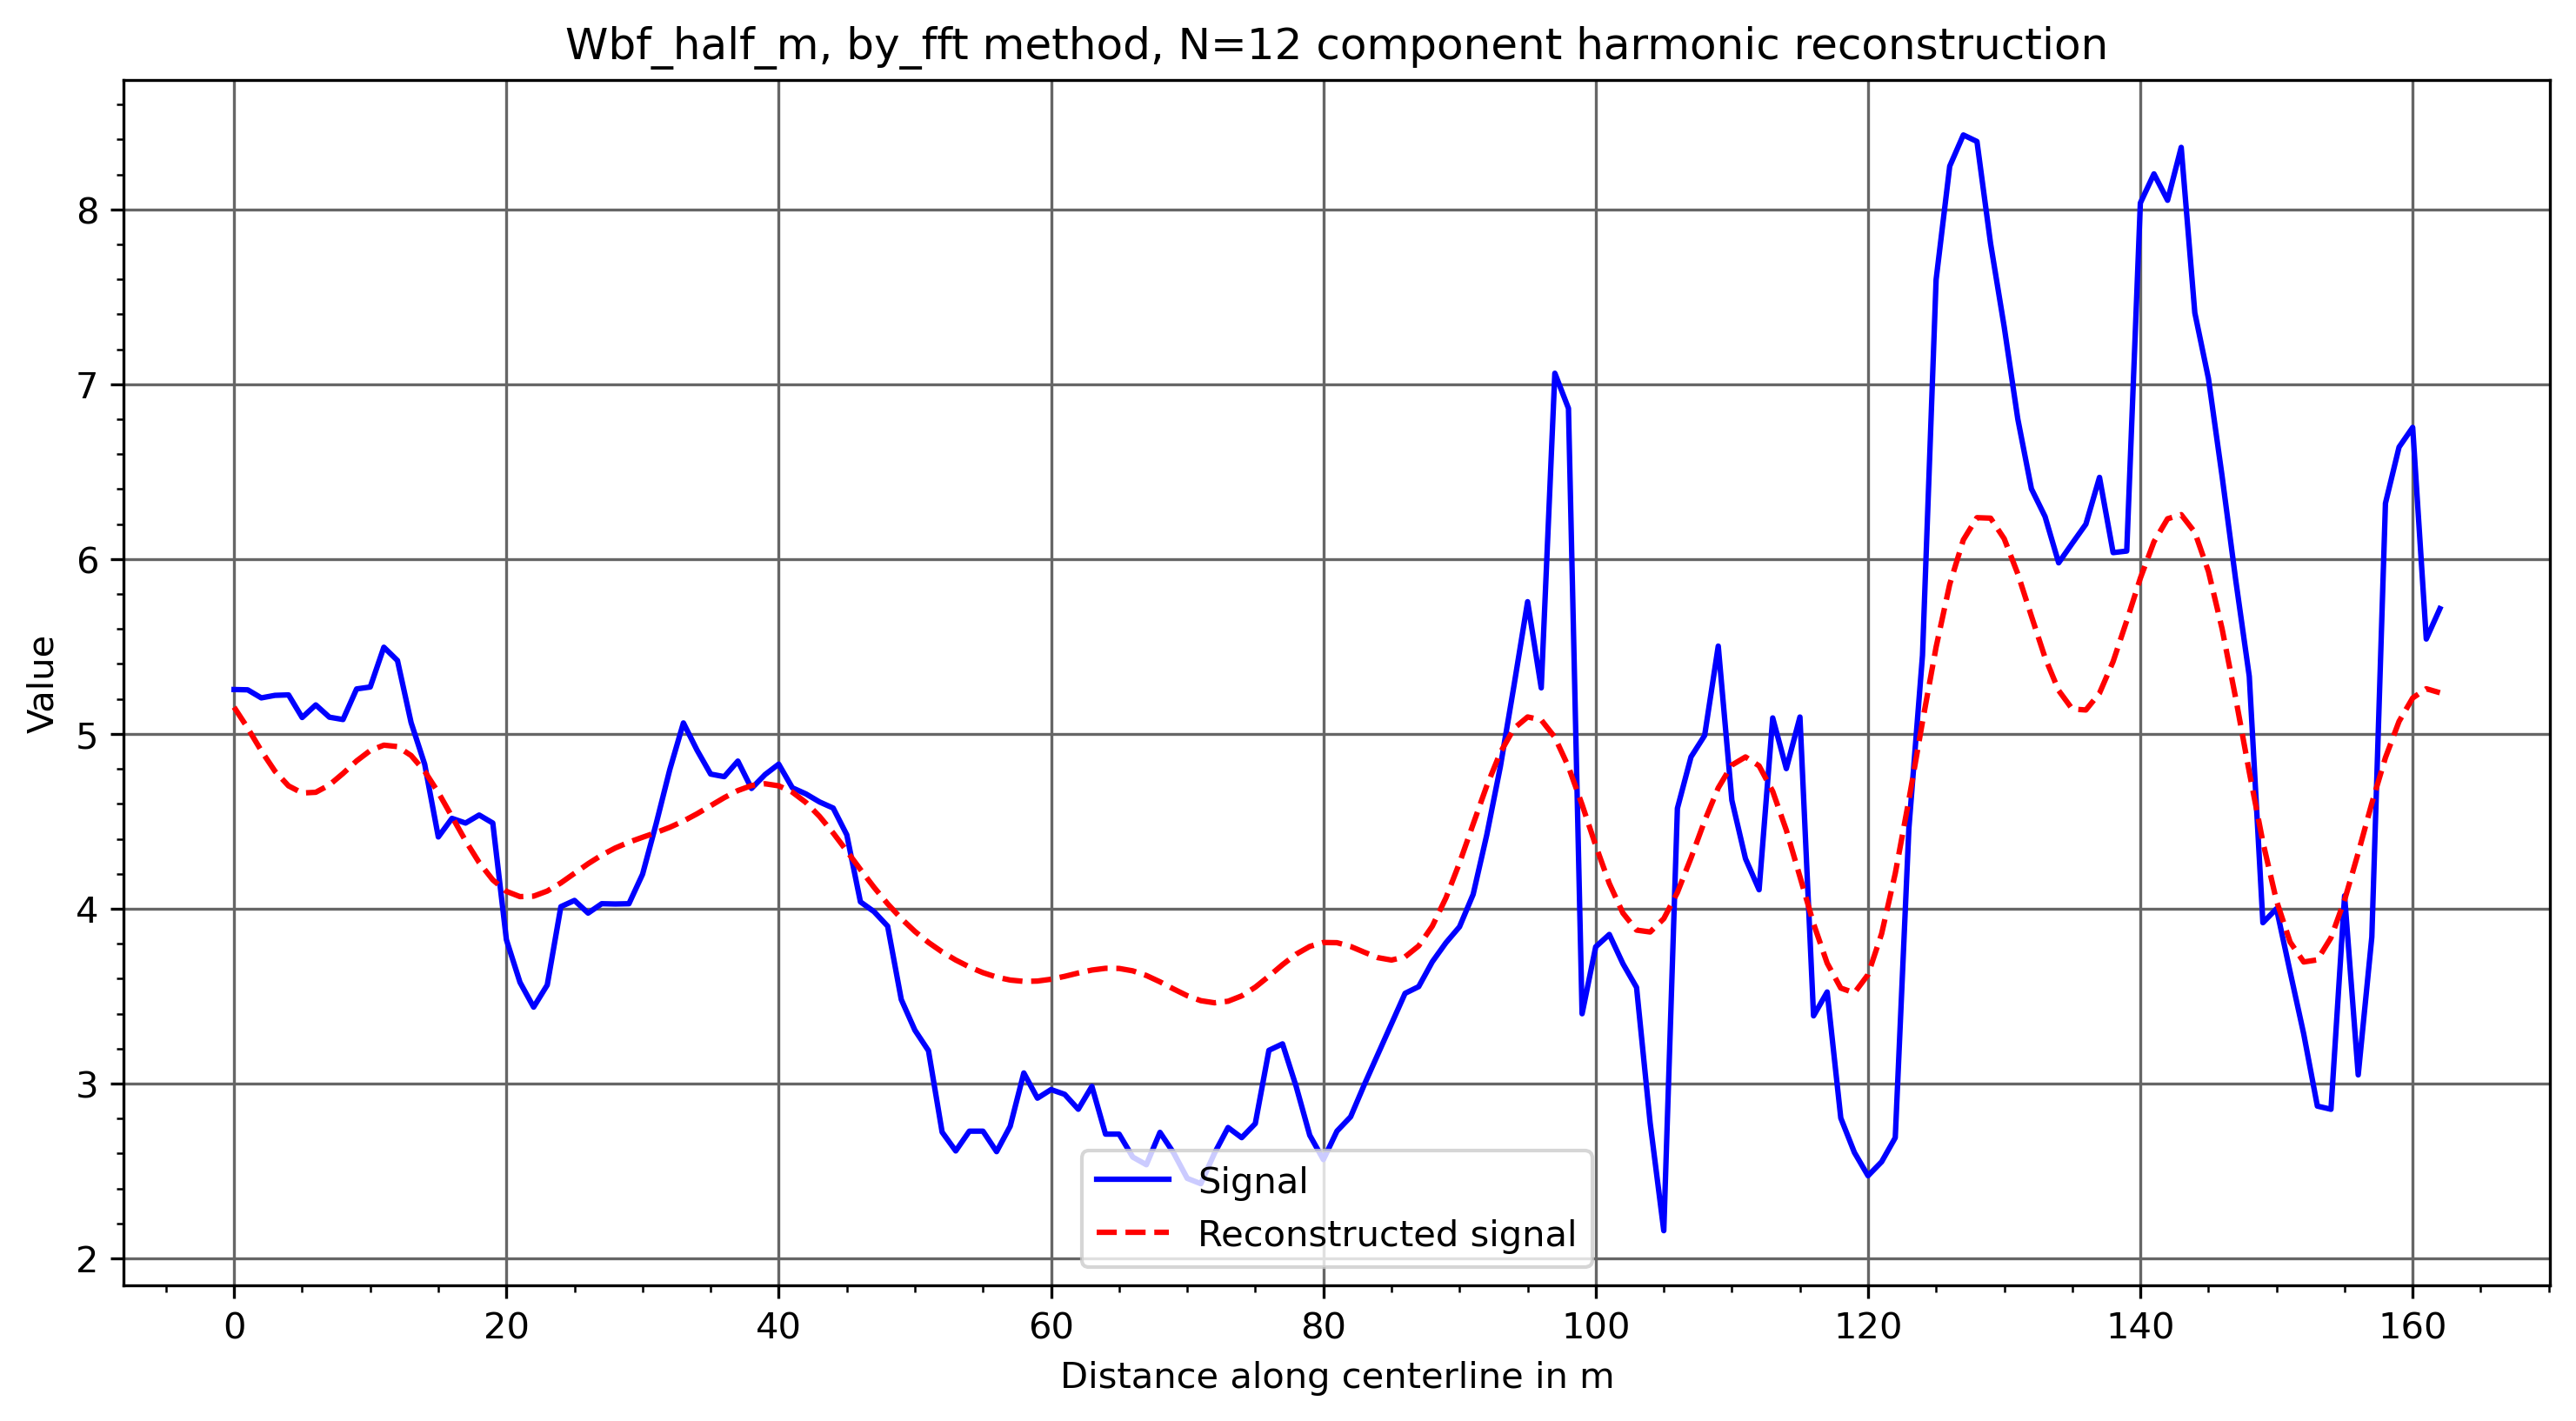 Wbf_half_m, by_fft method, N=12 component harmonic reconstruction
Value
8
7
6
5
4
3
2
Signal
Reconstructed signal
0 20 40 60 80 100 120 140 160
Distance along centerline in m